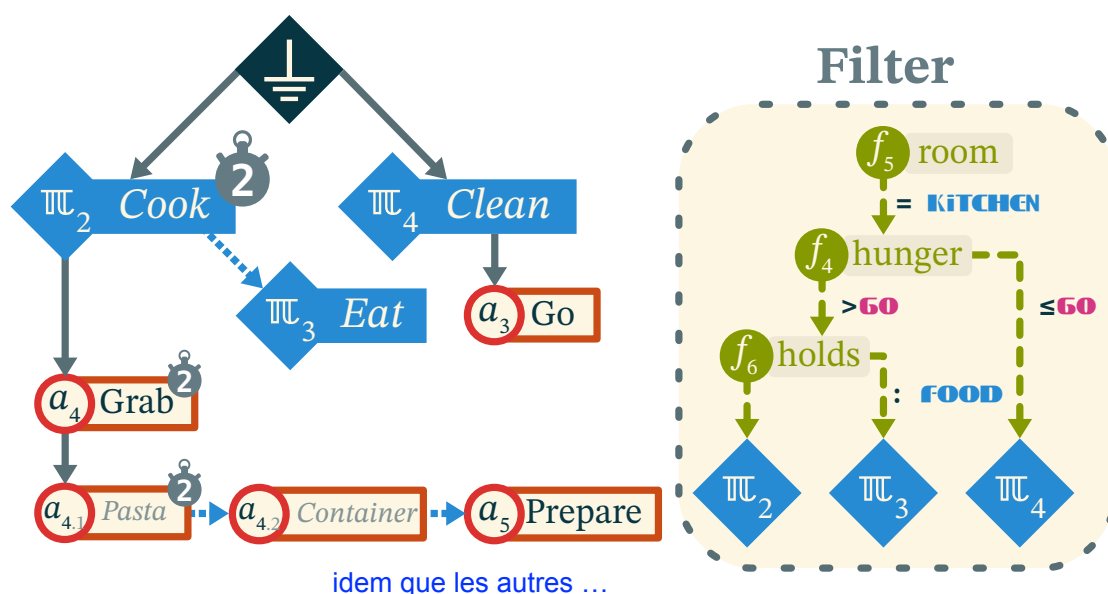 Filter
f5 room
= KiTCHEN
2
π2 Cook
π4 Clean
f4 hunger
π3 Eat
a3 Go
>60
≤60
f6 holds
2
a4 Grab
: FOOD
2
a4.1 Pasta
a4.2 Container
a5 Prepare
π2
π3
π4
idem que les autres …